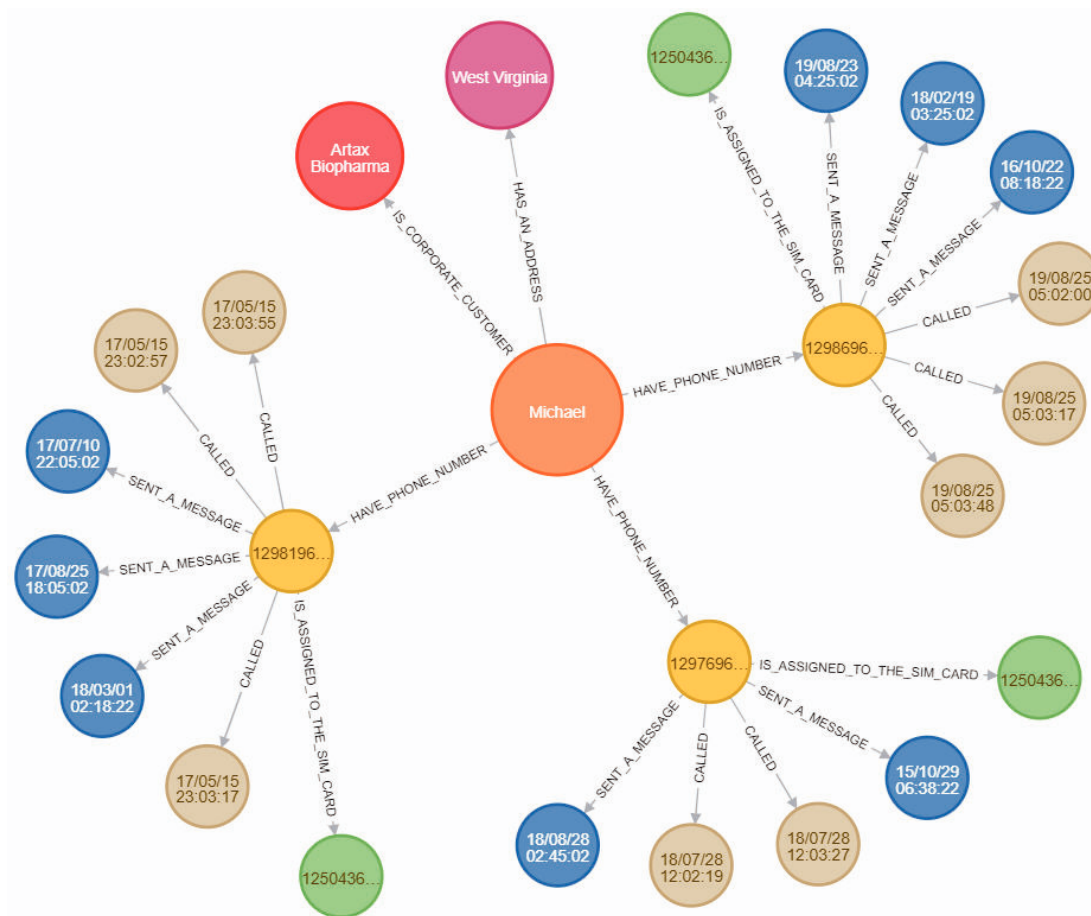 1250436...
19/08/23
04:25:02
18/02/19
03:25:02
16/10/22
08:18:22
19/08/25
05:02:00
19/08/25
05:03:17
19/08/25
05:03:48
1298696...
IS_ASSIGNED_TO_THE_SIM_CARD
SENT_A_MESSAGE
SENT_A_MESSAGE
SENT_A_MESSAGE
CALLED
CALLED
CALLED
West Virginia
HAS_AN_ADDRESS
Artax
Biopharma
IS_CORPORATE_CUSTOMER
Michael
HAVE_PHONE_NUMBER
HAVE_PHONE_NUMBER
HAVE_PHONE_NUMBER
17/05/15
23:03:55
17/05/15
23:02:57
17/07/10
22:05:02
17/08/25
18:05:02
18/03/01
02:18:22
17/05/15
23:03:17
1298196...
CALLED
CALLED
SENT_A_MESSAGE
SENT_A_MESSAGE
SENT_A_MESSAGE
CALLED
IS_ASSIGNED_TO_THE_SIM_CARD
1250436...
1297696...
IS_ASSIGNED_TO_THE_SIM_CARD
1250436...
SENT_A_MESSAGE
SENT_A_MESSAGE
CALLED
CALLED
15/10/29
06:38:22
18/08/28
02:45:02
18/07/28
12:02:19
18/07/28
12:03:27